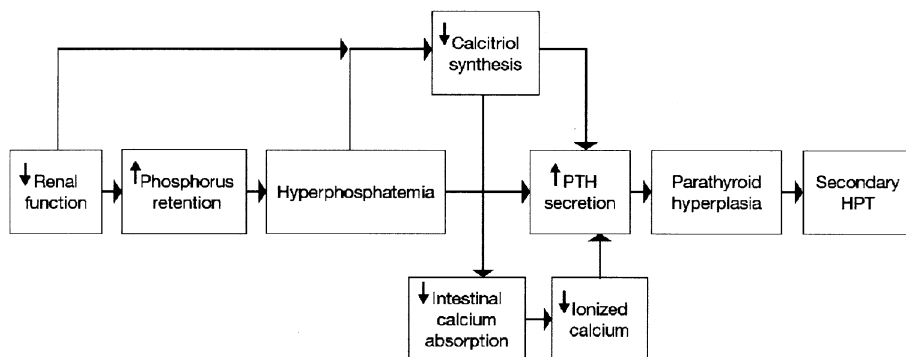 ↓ Calcitriol
synthesis
↓ Renal
function
↑ Phosphorus
retention
Hyperphosphatemia
↑ PTH
secretion
Parathyroid
hyperplasia
Secondary
HPT
↓ Intestinal
calcium
absorption
↓ Ionized
calcium